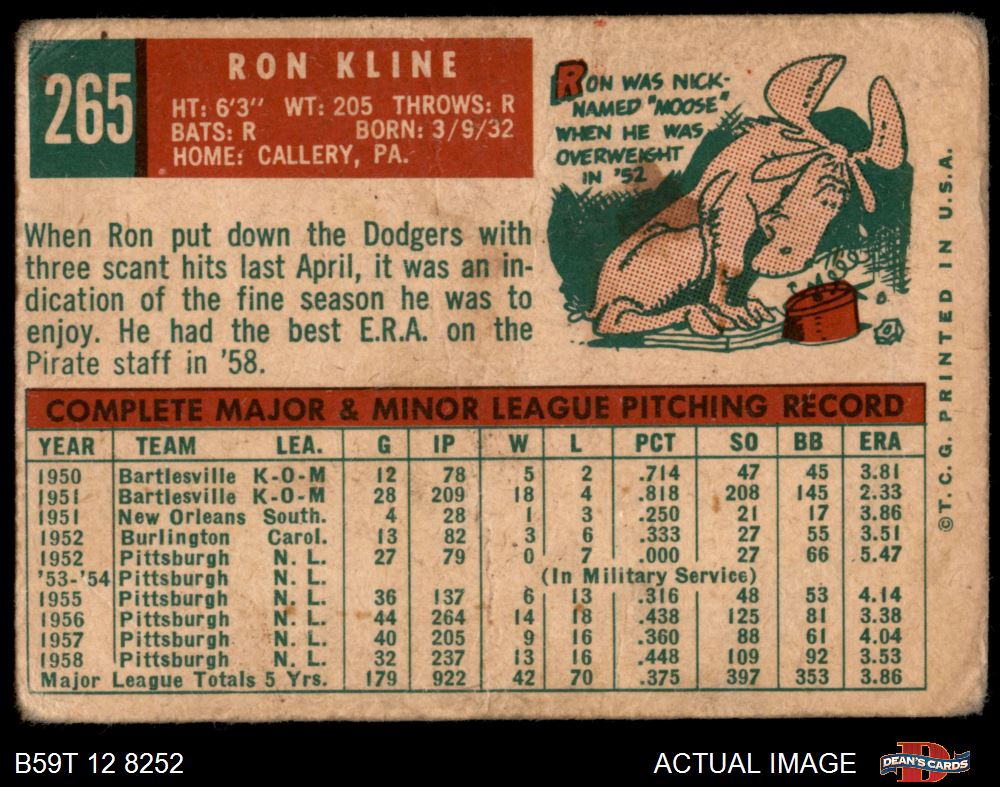 265
RON KLINE
HT: 6'3" WT: 205 THROWS: R
BATS: R BORN: 3/9/32
HOME: CALLERY, PA.
RON WAS NICK-
NAMED "MOOSE"
WHEN HE WAS
OVERWEIGHT
IN '52
When Ron put down the Dodgers with
three scant hits last April, it was an in-
dication of the fine season he was to
enjoy. He had the best E.R.A. on the
Pirate staff in '58.
©T.C.G. PRINTED IN U.S.A.
COMPLETE MAJOR & MINOR LEAGUE PITCHING RECORD
YEAR TEAM LEA. G IP W L PCT SO BB ERA
1950 Bartlesville K-O-M 12 78 5 2 .714 47 45 3.81
1951 Bartlesville K-O-M 28 209 18 4 .818 208 145 2.33
1951 New Orleans South. 4 28 1 3 .250 21 17 3.86
1952 Burlington Carol. 13 82 3 6 .333 27 55 3.51
1952 Pittsburgh N. L. 27 79 0 7 .000 27 66 5.47
'53-'54 Pittsburgh N. L. (In Military Service)
1955 Pittsburgh N. L. 36 137 6 13 .316 48 53 4.14
1956 Pittsburgh N. L. 44 264 14 18 .438 125 81 3.38
1957 Pittsburgh N. L. 40 205 9 16 .360 88 61 4.04
1958 Pittsburgh N. L. 32 237 13 16 .448 109 92 3.53
Major League Totals 5 Yrs. 179 922 42 70 .375 397 353 3.86
B59T 12 8252
ACTUAL IMAGE
DEAN'S CARDS